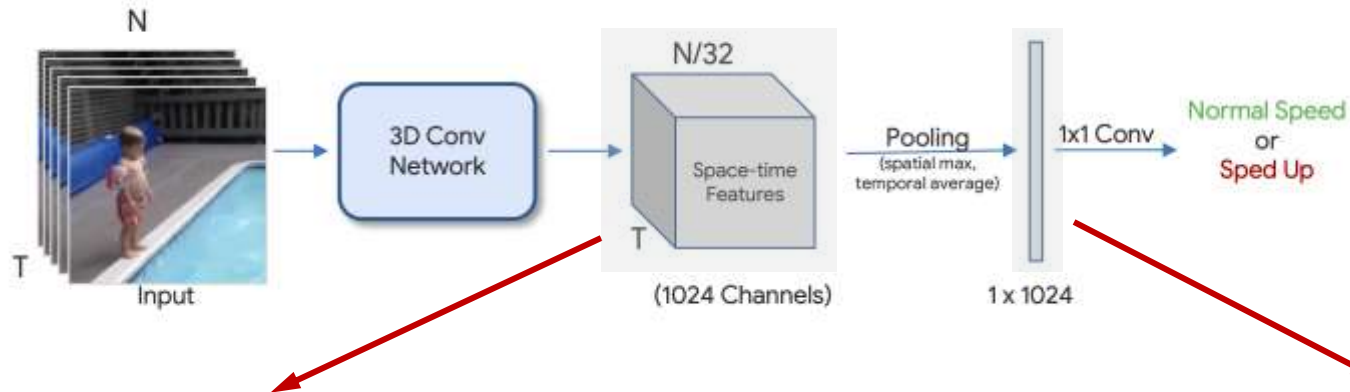 N
T
Input
3D Conv
Network
N/32
Space-time
Features
T
(1024 Channels)
Pooling
(spatial max,
temporal average)
1 x 1024
1x1 Conv
Normal Speed
or
Sped Up